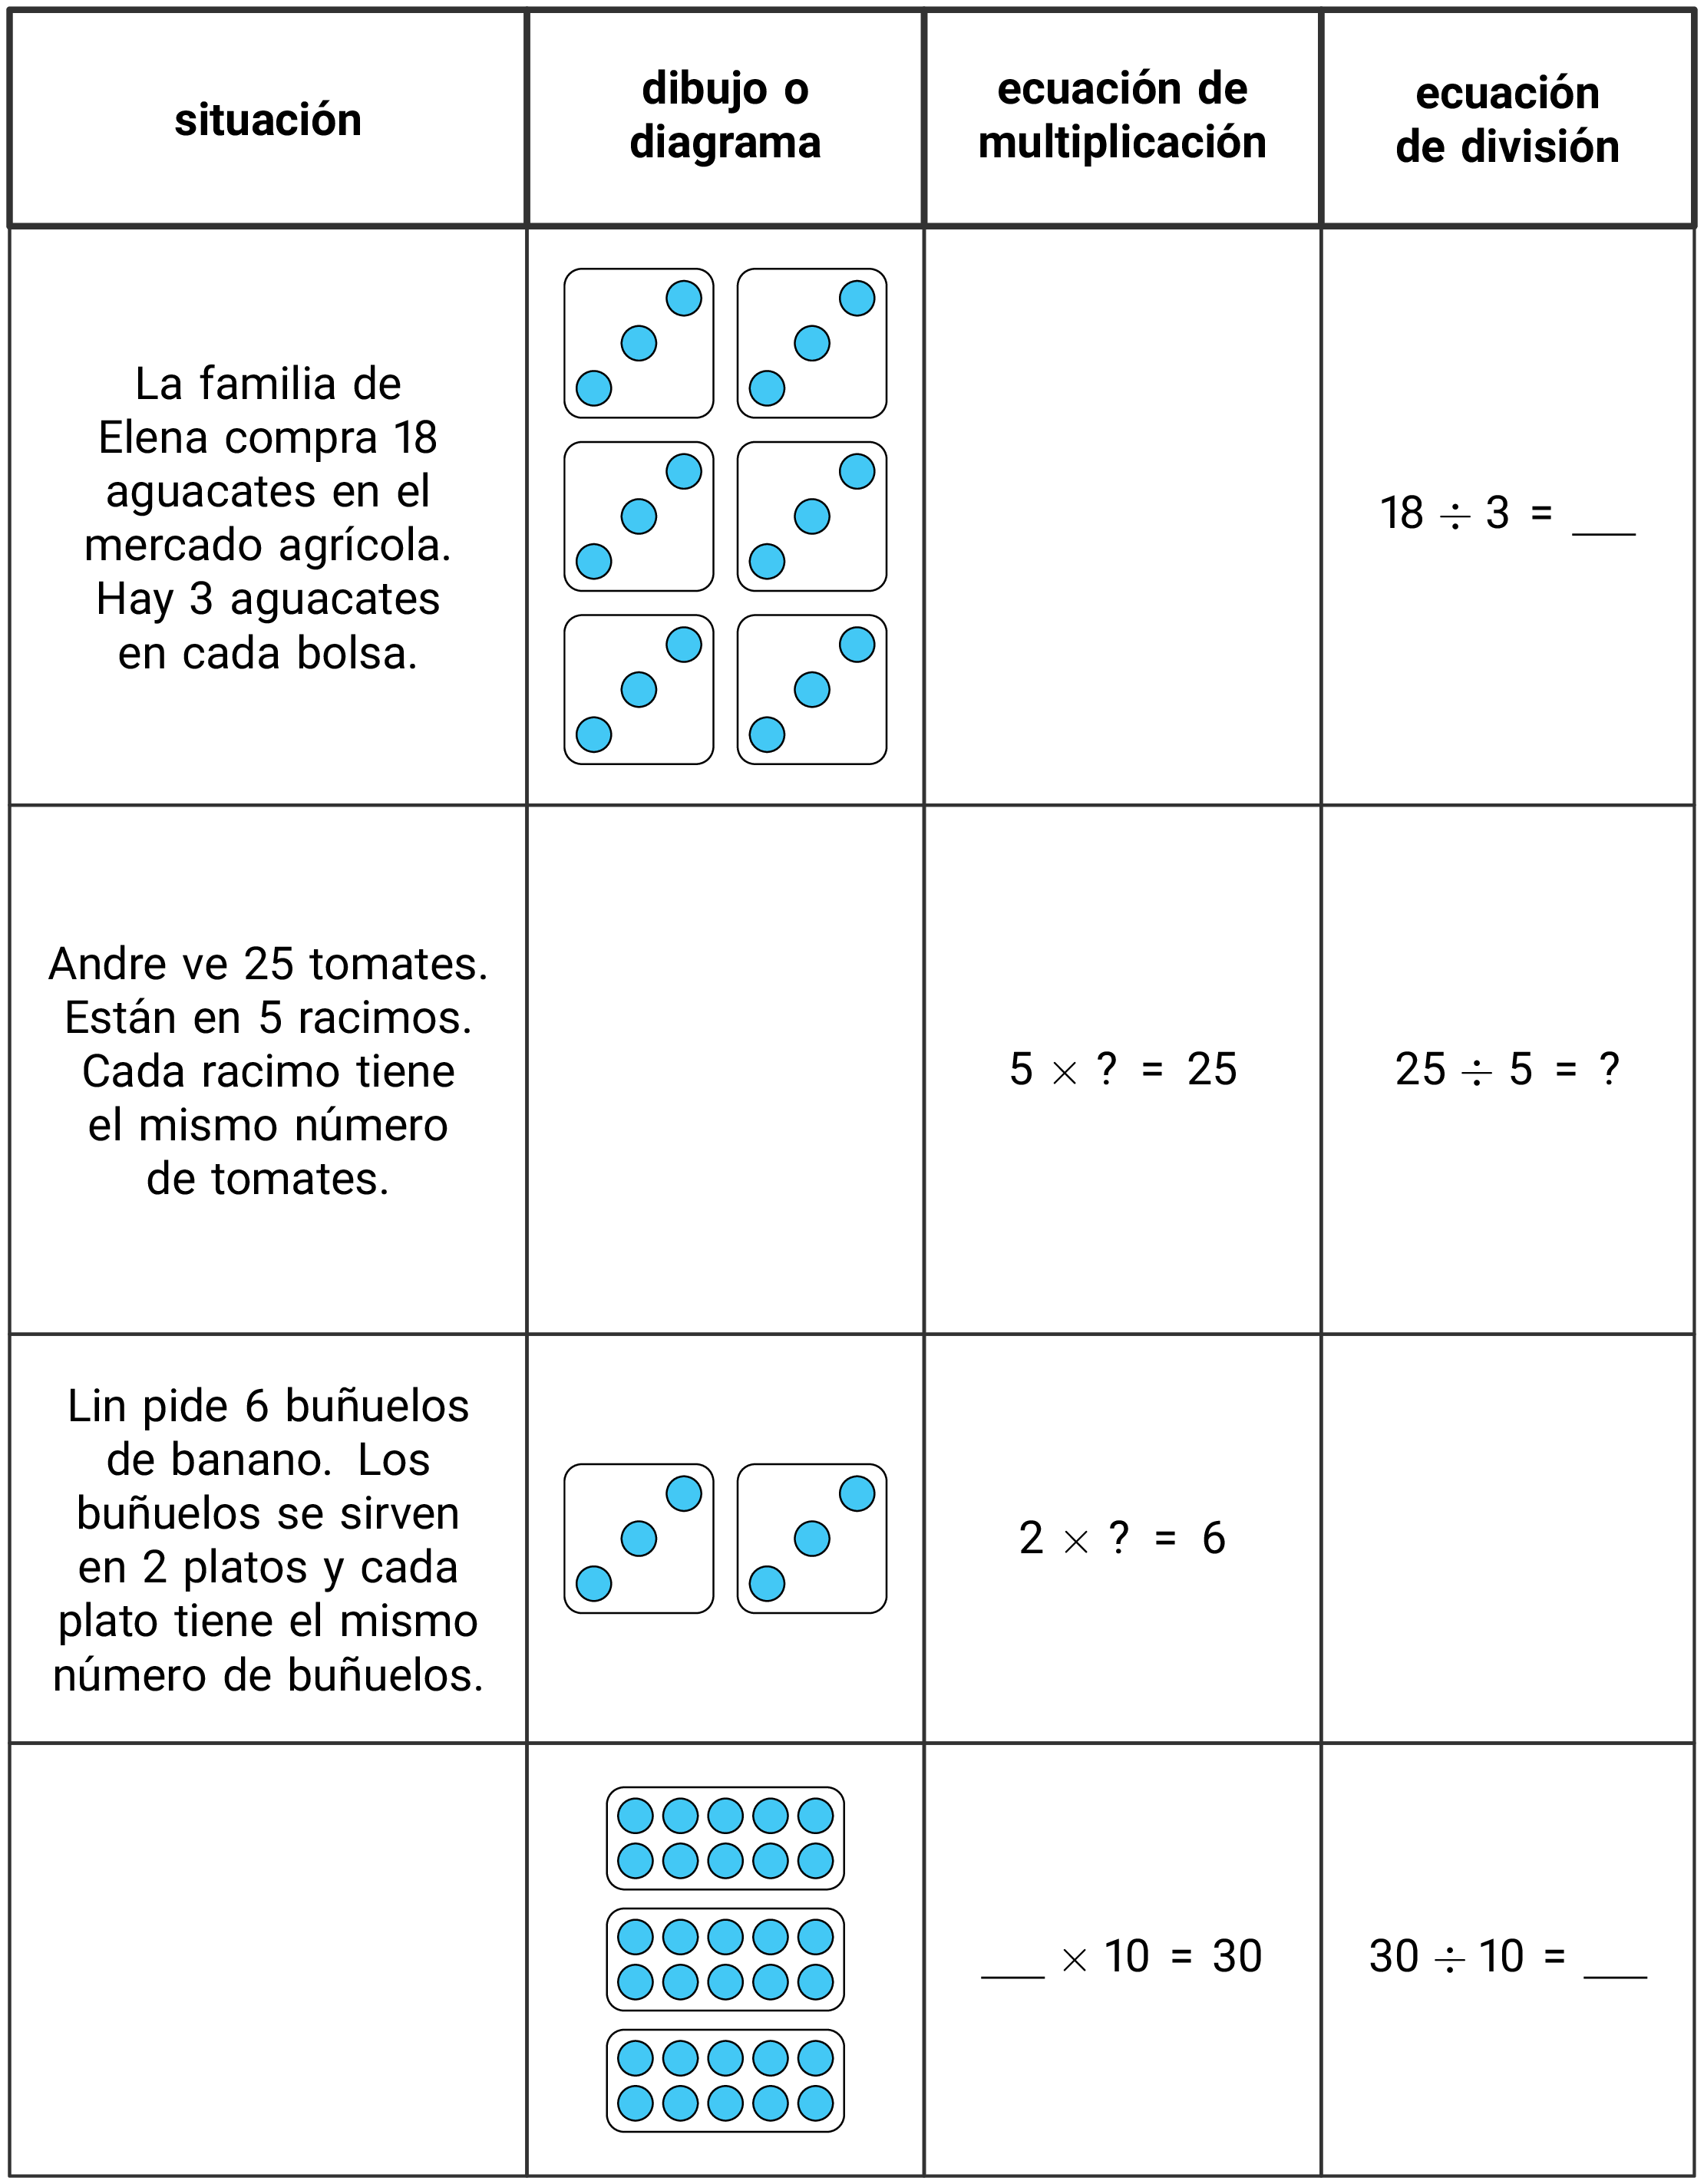 situación
dibujo o
diagrama
ecuación de
multiplicación
ecuación
de división
La familia de
Elena compra 18
aguacates en el
mercado agrícola.
Hay 3 aguacates
en cada bolsa.
18 ÷ 3 = ___
Andre ve 25 tomates.
Están en 5 racimos.
Cada racimo tiene
el mismo número
de tomates.
5 × ? = 25
25 ÷ 5 = ?
Lin pide 6 buñuelos
de banano. Los
buñuelos se sirven
en 2 platos y cada
plato tiene el mismo
número de buñuelos.
2 × ? = 6
___ × 10 = 30
30 ÷ 10 = ___